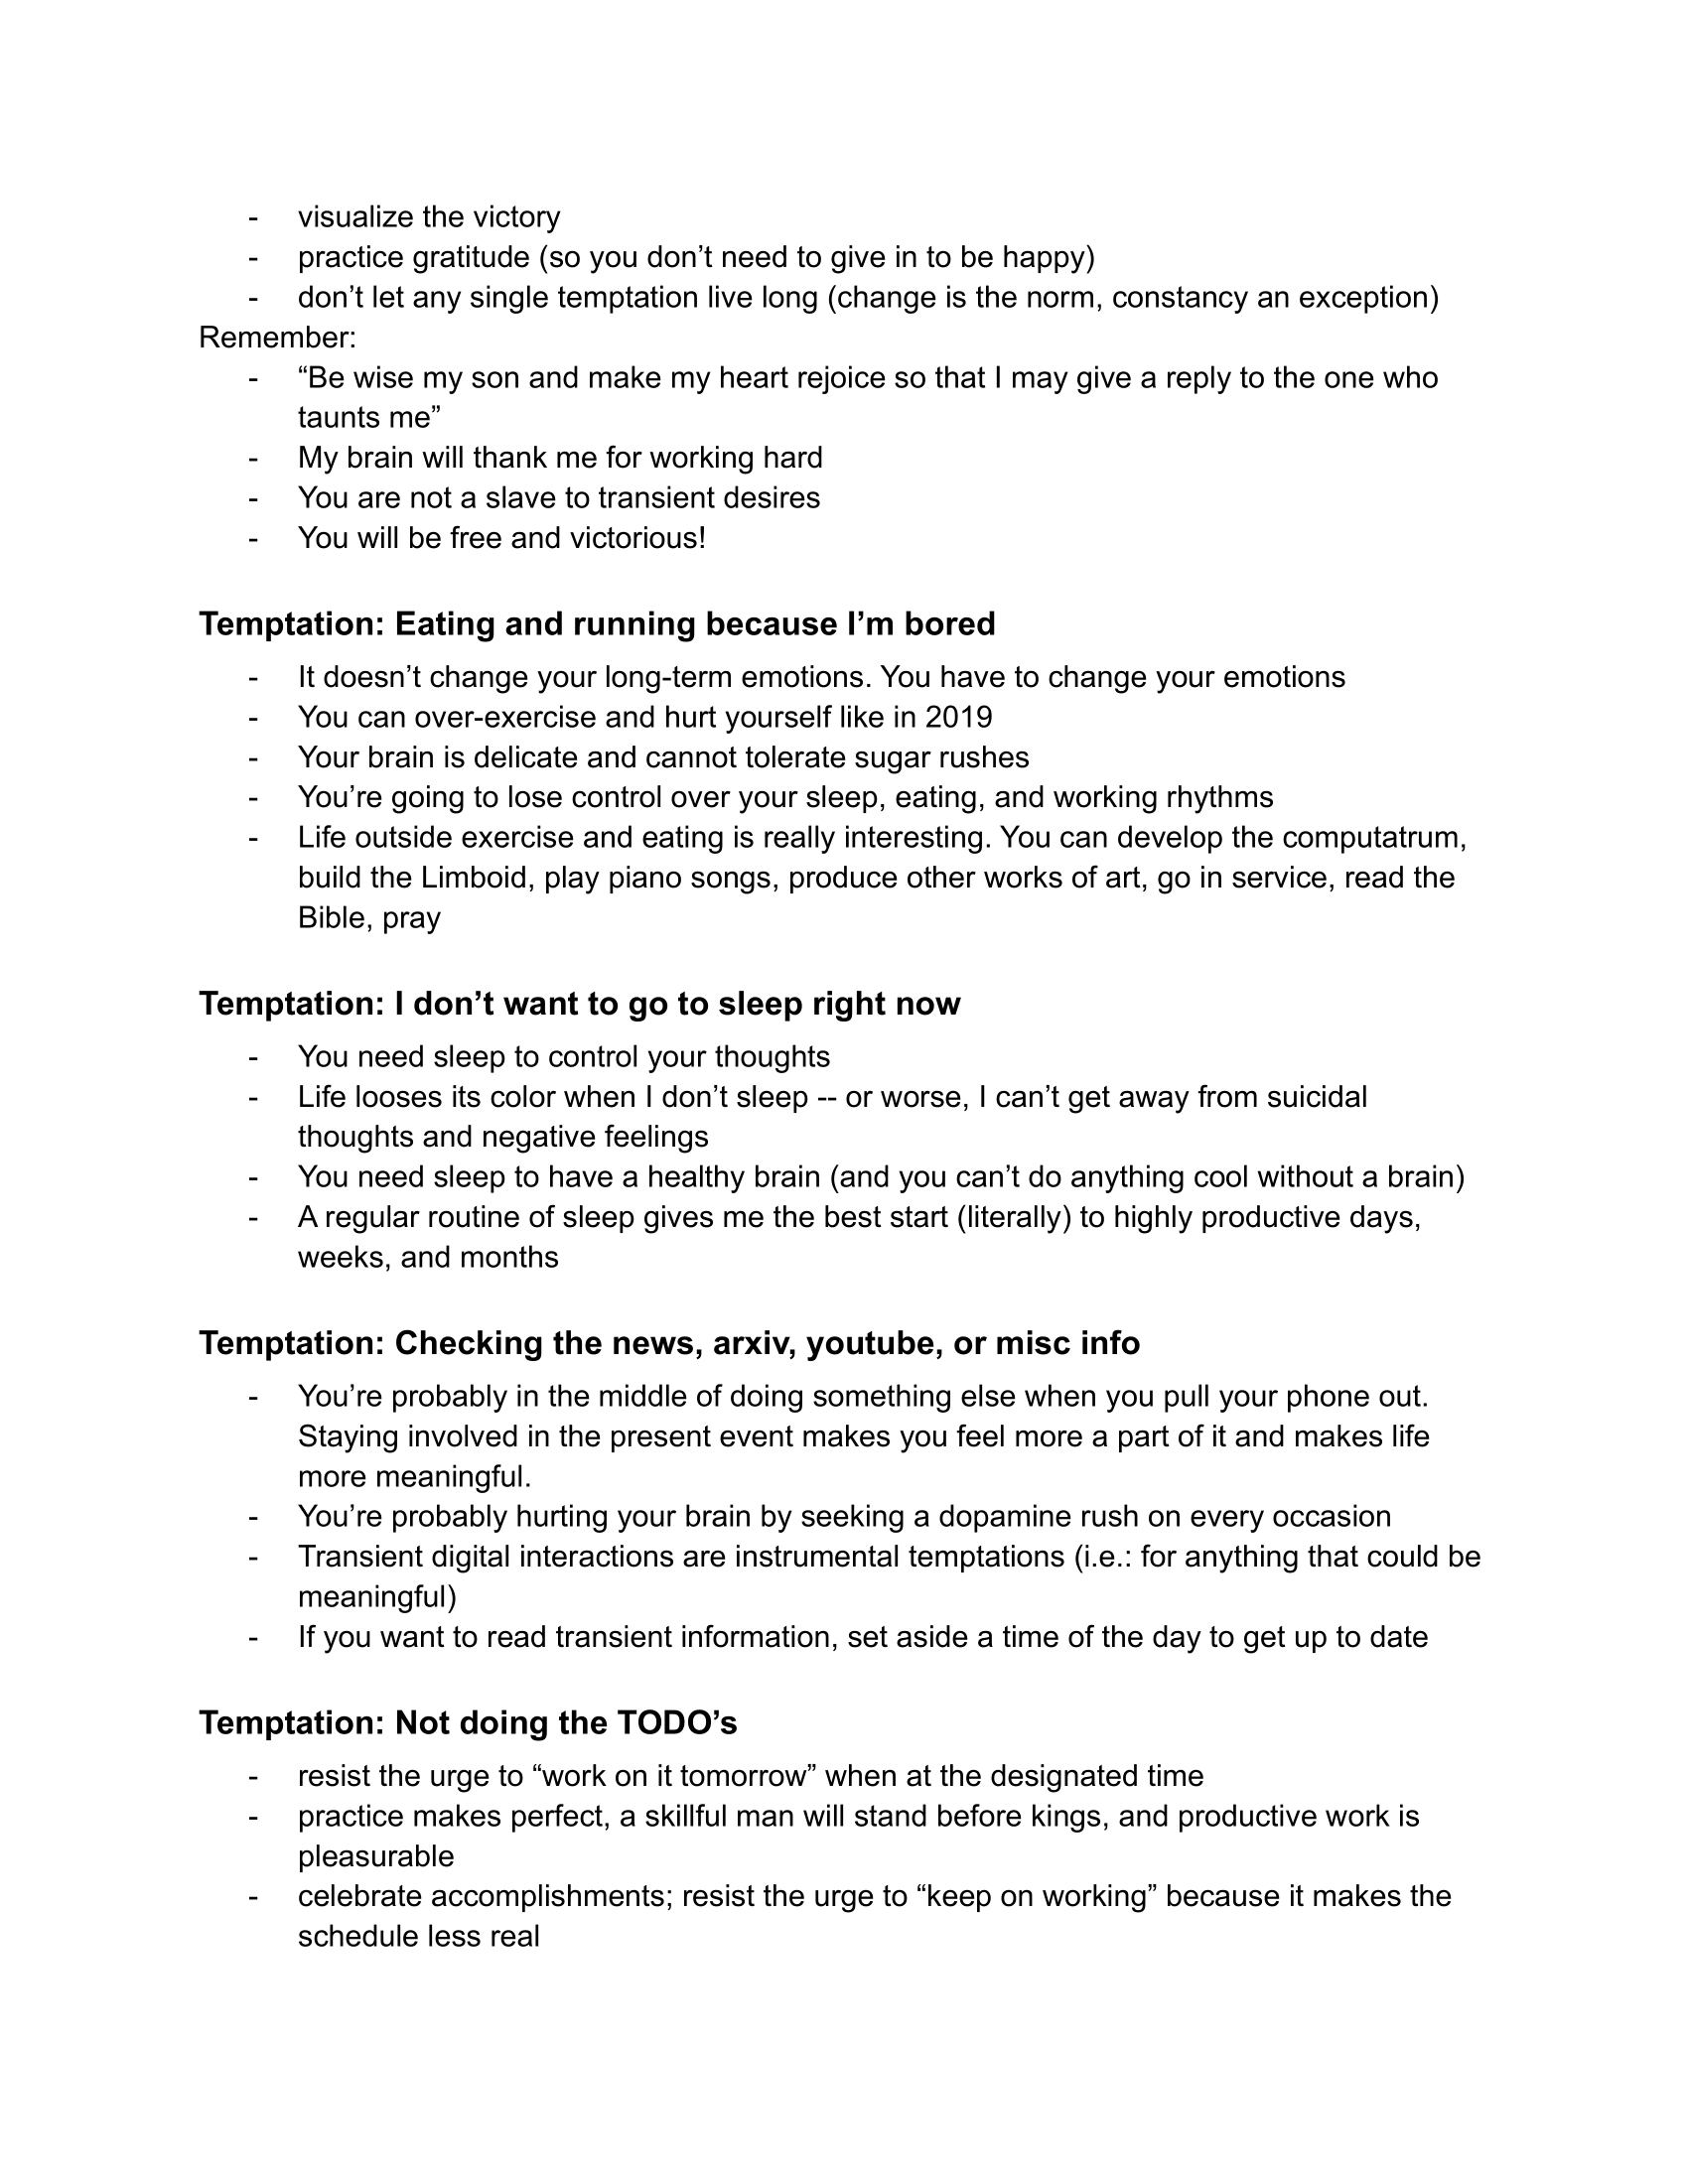 - visualize the victory
- practice gratitude (so you don’t need to give in to be happy)
- don’t let any single temptation live long (change is the norm, constancy an exception)
Remember:
- “Be wise my son and make my heart rejoice so that I may give a reply to the one who
taunts me”
- My brain will thank me for working hard
- You are not a slave to transient desires
- You will be free and victorious!
Temptation: Eating and running because I’m bored
- It doesn’t change your long-term emotions. You have to change your emotions
- You can over-exercise and hurt yourself like in 2019
- Your brain is delicate and cannot tolerate sugar rushes
- You’re going to lose control over your sleep, eating, and working rhythms
- Life outside exercise and eating is really interesting. You can develop the computatrum,
build the Limboid, play piano songs, produce other works of art, go in service, read the
Bible, pray
Temptation: I don’t want to go to sleep right now
- You need sleep to control your thoughts
- Life looses its color when I don’t sleep -- or worse, I can’t get away from suicidal
thoughts and negative feelings
- You need sleep to have a healthy brain (and you can’t do anything cool without a brain)
- A regular routine of sleep gives me the best start (literally) to highly productive days,
weeks, and months
Temptation: Checking the news, arxiv, youtube, or misc info
- You’re probably in the middle of doing something else when you pull your phone out.
Staying involved in the present event makes you feel more a part of it and makes life
more meaningful.
- You’re probably hurting your brain by seeking a dopamine rush on every occasion
- Transient digital interactions are instrumental temptations (i.e.: for anything that could be
meaningful)
- If you want to read transient information, set aside a time of the day to get up to date
Temptation: Not doing the TODO’s
- resist the urge to “work on it tomorrow” when at the designated time
- practice makes perfect, a skillful man will stand before kings, and productive work is
pleasurable
- celebrate accomplishments; resist the urge to “keep on working” because it makes the
schedule less real